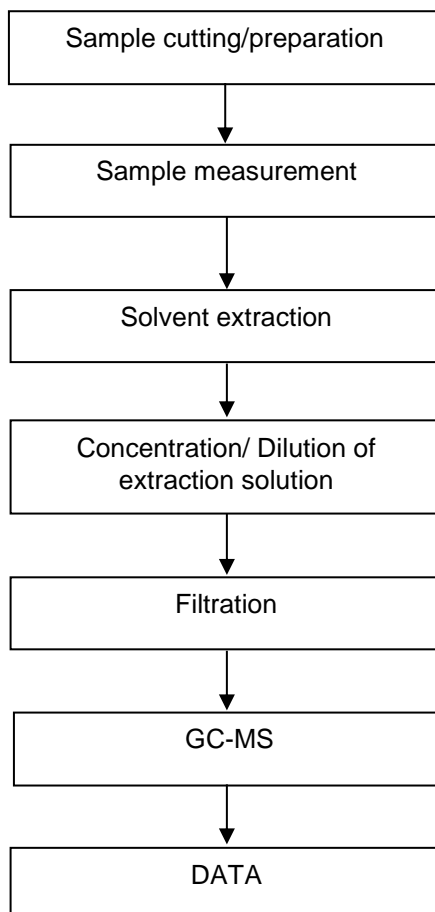 Sample cutting/preparation
Sample measurement
Solvent extraction
Concentration/ Dilution of
extraction solution
Filtration
GC-MS
DATA